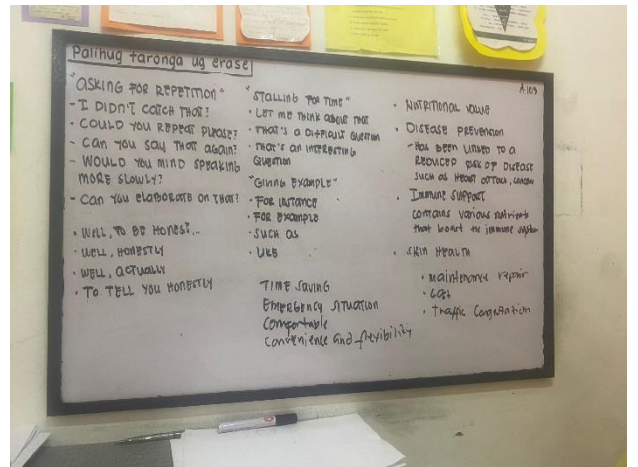 Palihug taronga ug erase
"ASKING FOR REPETITION"
- I DIDN'T CATCH THAT?
- COULD YOU REPEAT PLEASE?
- CAN YOU SAY THAT AGAIN?
- WOULD YOU MIND SPEAKING
MORE SLOWLY?
- CAN YOU ELABORATE ON THAT?
• WELL, TO BE HONEST...
• WELL, HONESTLY
• WELL, ACTUALLY
• TO TELL YOU HONESTLY
"STALLING FOR TIME"
• LET ME THINK ABOUT THAT
• THAT'S A DIFFICULT QUESTION
• THAT'S AN INTERESTING
QUESTION
"GIVING EXAMPLE"
• FOR INSTANCE
• FOR EXAMPLE
• SUCH AS
• LIKE
TIME SAVING
EMERGENCY SITUATION
Comfortable
Convenience and flexibility
A-103
• NUTRITIONAL VALUE
• DISEASE PREVENTION
- HAS BEEN LINKED TO A
REDUCED RISK OF DISEASE
SUCH AS HEART ATTACK, CANCER
• IMMUNE SUPPORT
contains various nutrients
that boost the immune system
• SKIN HEALTH
• maintenance repair
• Traffic Congestion